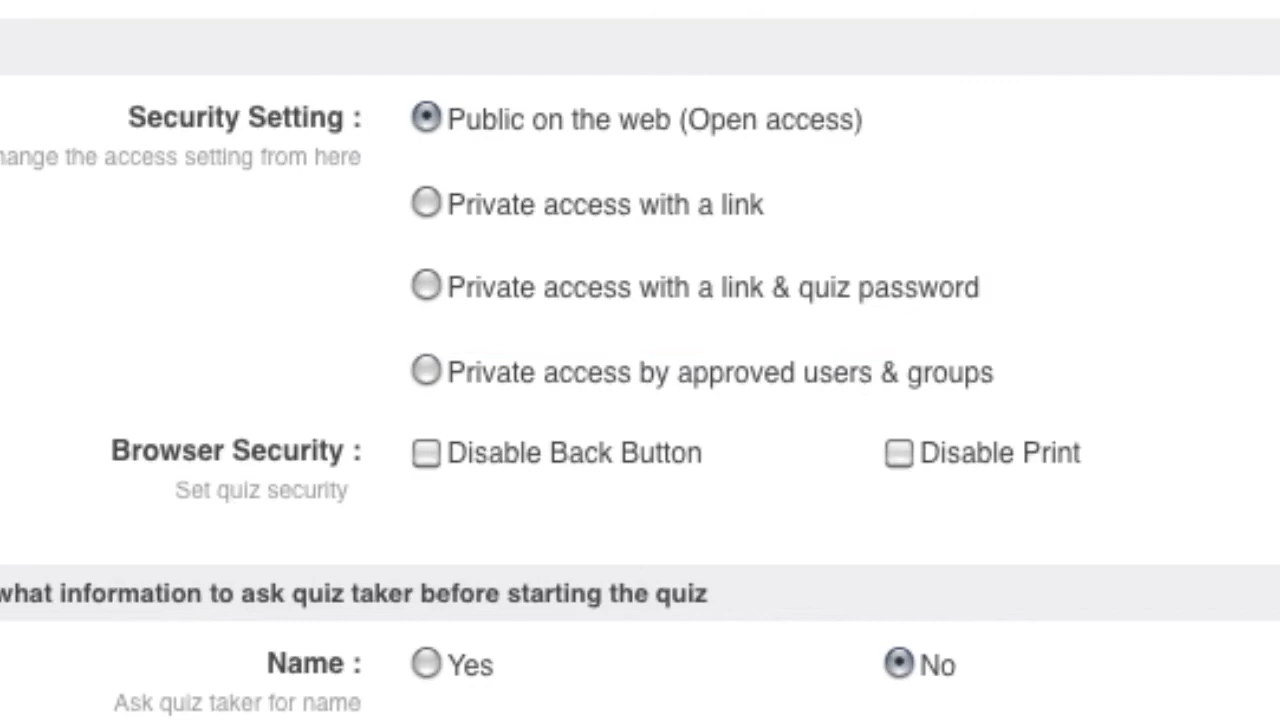 Security Setting :
Public on the web (Open access)
hange the access setting from here
Private access with a link
Private access with a link & quiz password
Private access by approved users & groups
Browser Security :
Disable Back Button
Disable Print
Set quiz security
what information to ask quiz taker before starting the quiz
Name :
Yes
No
Ask quiz taker for name